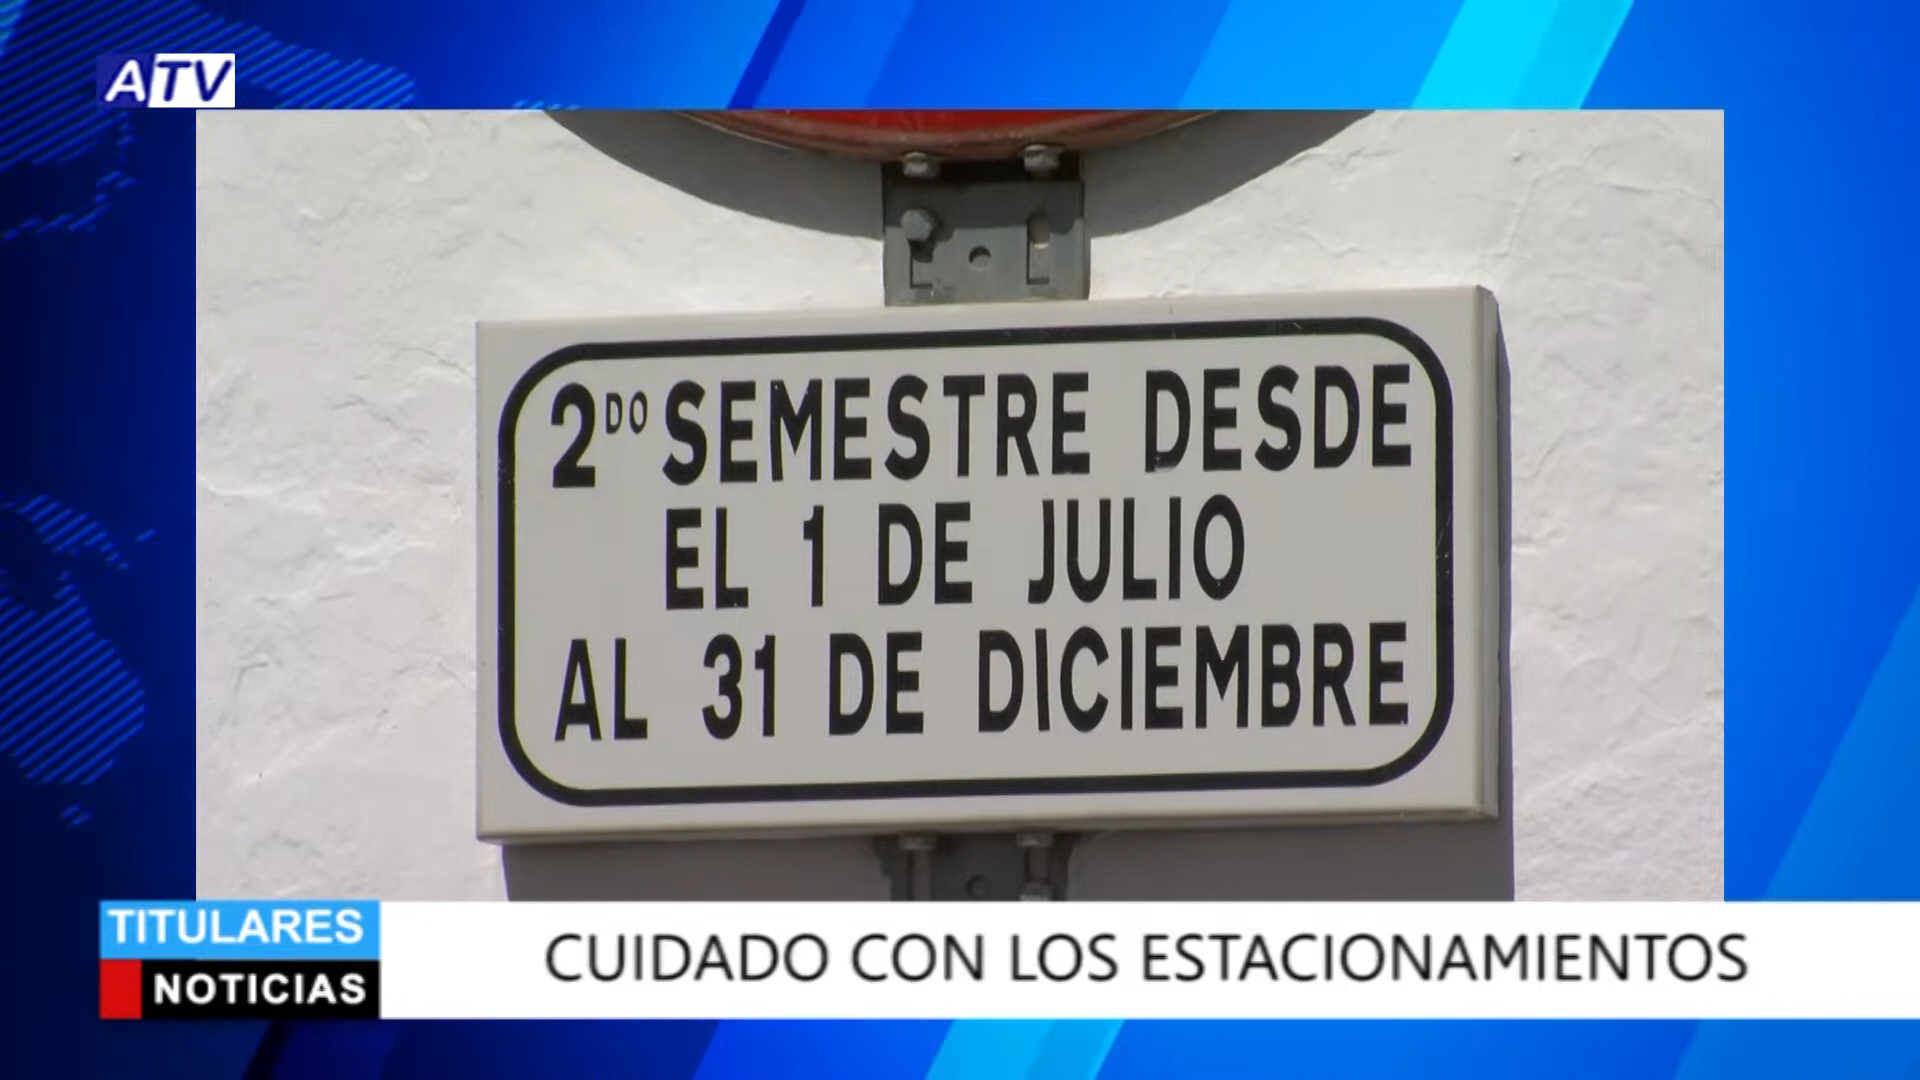 ATV
2DO SEMESTRE DESDE
EL 1 DE JULIO
AL 31 DE DICIEMBRE
TITULARES
NOTICIAS
CUIDADO CON LOS ESTACIONAMIENTOS